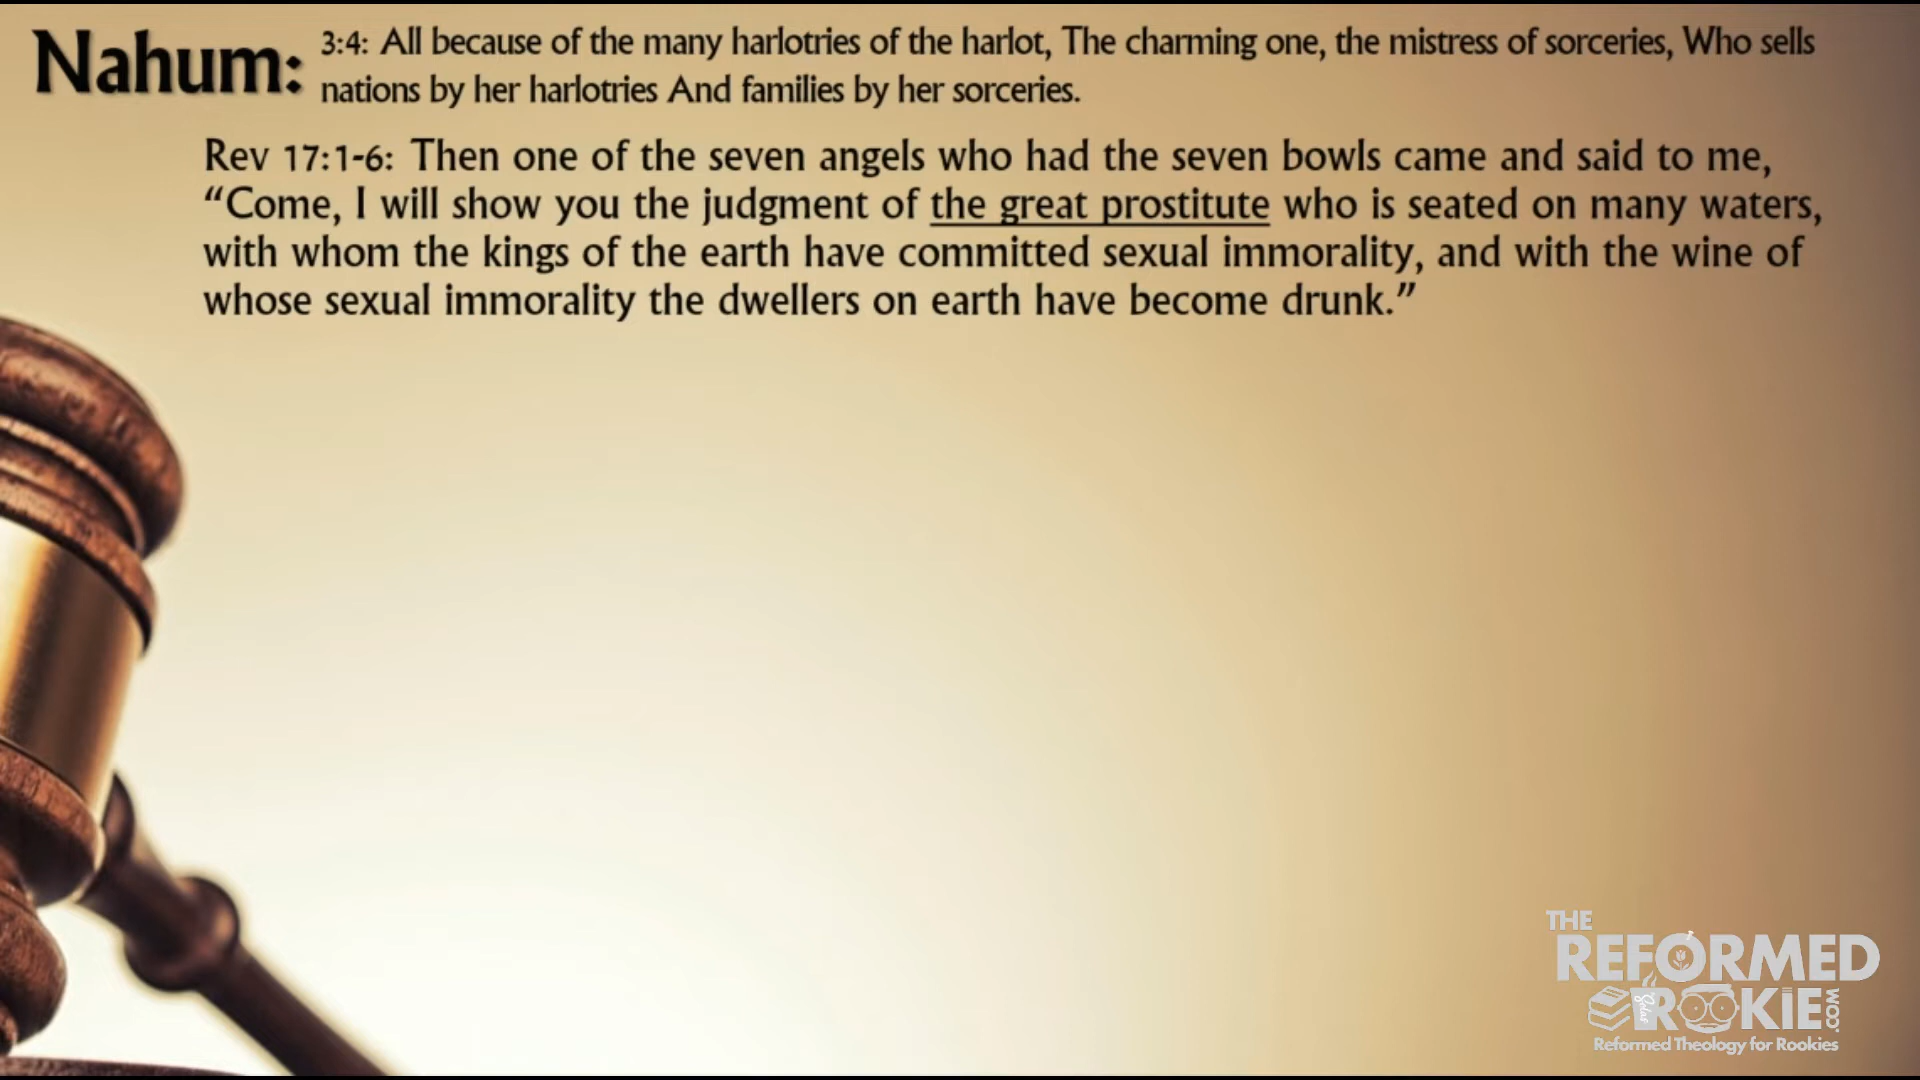 Nahum: 3:4: All because of the many harlotries of the harlot, The charming one, the mistress of sorceries, Who sells
nations by her harlotries And families by her sorceries.
Rev 17:1-6: Then one of the seven angels who had the seven bowls came and said to me,
“Come, I will show you the judgment of the great prostitute who is seated on many waters,
with whom the kings of the earth have committed sexual immorality, and with the wine of
whose sexual immorality the dwellers on earth have become drunk.”
THE
REFORMED
Solas ROOKIE.COM
Reformed Theology for Rookies